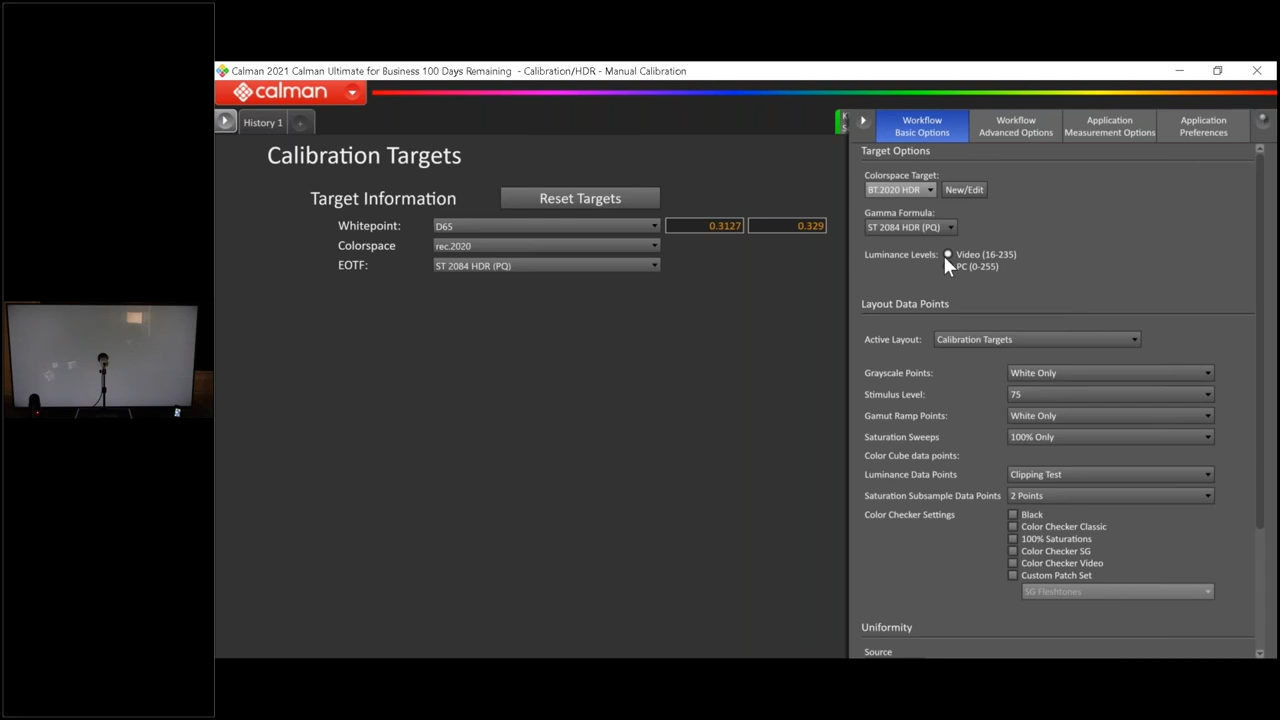 Calman 2021 Calman Ultimate for Business 100 Days Remaining - Calibration/HDR - Manual Calibration
calman
History 1
+
Workflow Basic Options
Workflow Advanced Options
Application Measurement Options
Application Preferences
Calibration Targets
Target Information
Reset Targets
Whitepoint: D65 0.3127 0.329
Colorspace rec.2020
EOTF: ST 2084 HDR (PQ)
Target Options
Colorspace Target:
BT.2020 HDR New/Edit
Gamma Formula:
ST 2084 HDR (PQ)
Luminance Levels: Video (16-235)
PC (0-255)
Layout Data Points
Active Layout: Calibration Targets
Grayscale Points: White Only
Stimulus Level: 75
Gamut Ramp Points: White Only
Saturation Sweeps 100% Only
Color Cube data points:
Luminance Data Points Clipping Test
Saturation Subsample Data Points 2 Points
Color Checker Settings Black
Color Checker Classic
100% Saturations
Color Checker SG
Color Checker Video
Custom Patch Set
SG Fleshtones
Uniformity
Source